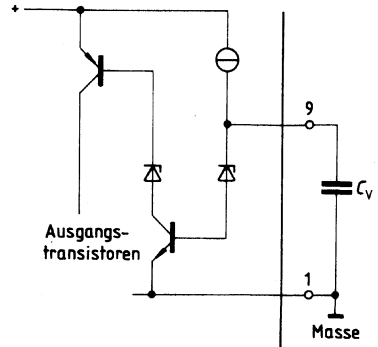 +
9
C_V
Ausgangs-
transistoren
1
Masse